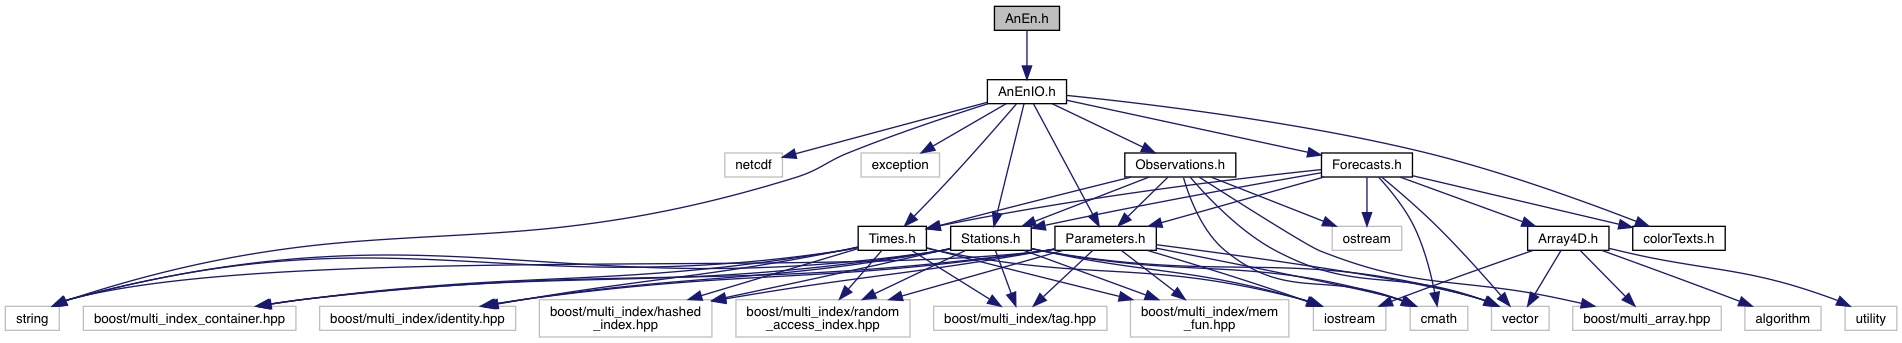 AnEn.h
AnEnIO.h
netcdf
exception
Observations.h
Forecasts.h
Times.h
Stations.h
Parameters.h
ostream
Array4D.h
colorTexts.h
string
boost/multi_index_container.hpp
boost/multi_index/identity.hpp
boost/multi_index/hashed
_index.hpp
boost/multi_index/random
_access_index.hpp
boost/multi_index/tag.hpp
boost/multi_index/mem
_fun.hpp
iostream
cmath
vector
boost/multi_array.hpp
algorithm
utility